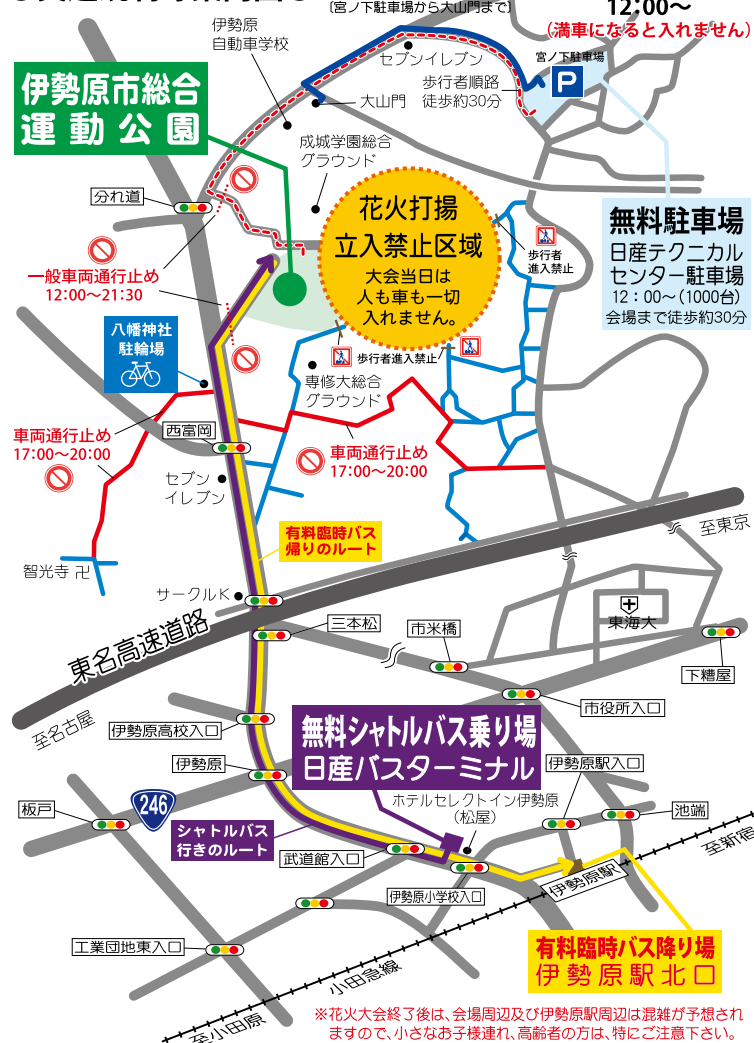 〔宮ノ下駐車場から大山門まで〕
12:00〜
(満車になると入れません)
伊勢原
自動車学校
セブンイレブン
宮ノ下駐車場
P
歩行者順路
徒歩約30分
大山門
伊勢原市総合
運動公園
成城学園総合
グラウンド
分れ道
花火打揚
立入禁止区域
大会当日は
人も車も一切
入れません。
無料駐車場
日産テクニカル
センター駐車場
12:00〜(1000台)
会場まで徒歩約30分
歩行者
進入禁止
一般車両通行止め
12:00〜21:30
八幡神社
駐輪場
歩行者進入禁止
専修大総合
グラウンド
車両通行止め
17:00〜20:00
西富岡
車両通行止め
17:00〜20:00
セブン
イレブン
有料臨時バス
帰りのルート
至東京
智光寺 卍
サークルK
東名高速道路
三本松
市米橋
東海大
下糟屋
至名古屋
伊勢原高校入口
市役所入口
無料シャトルバス乗り場
日産バスターミナル
伊勢原
伊勢原駅入口
ホテルセレクトイン伊勢原
(松屋)
板戸
246
池端
シャトルバス
行きのルート
武道館入口
至新宿
伊勢原小学校入口
伊勢原駅
工業団地東入口
有料臨時バス降り場
伊勢原駅北口
小田急線
至小田原
※花火大会終了後は、会場周辺及び伊勢原駅周辺は混雑が予想され
ますので、小さなお子様連れ、高齢者の方は、特にご注意下さい。